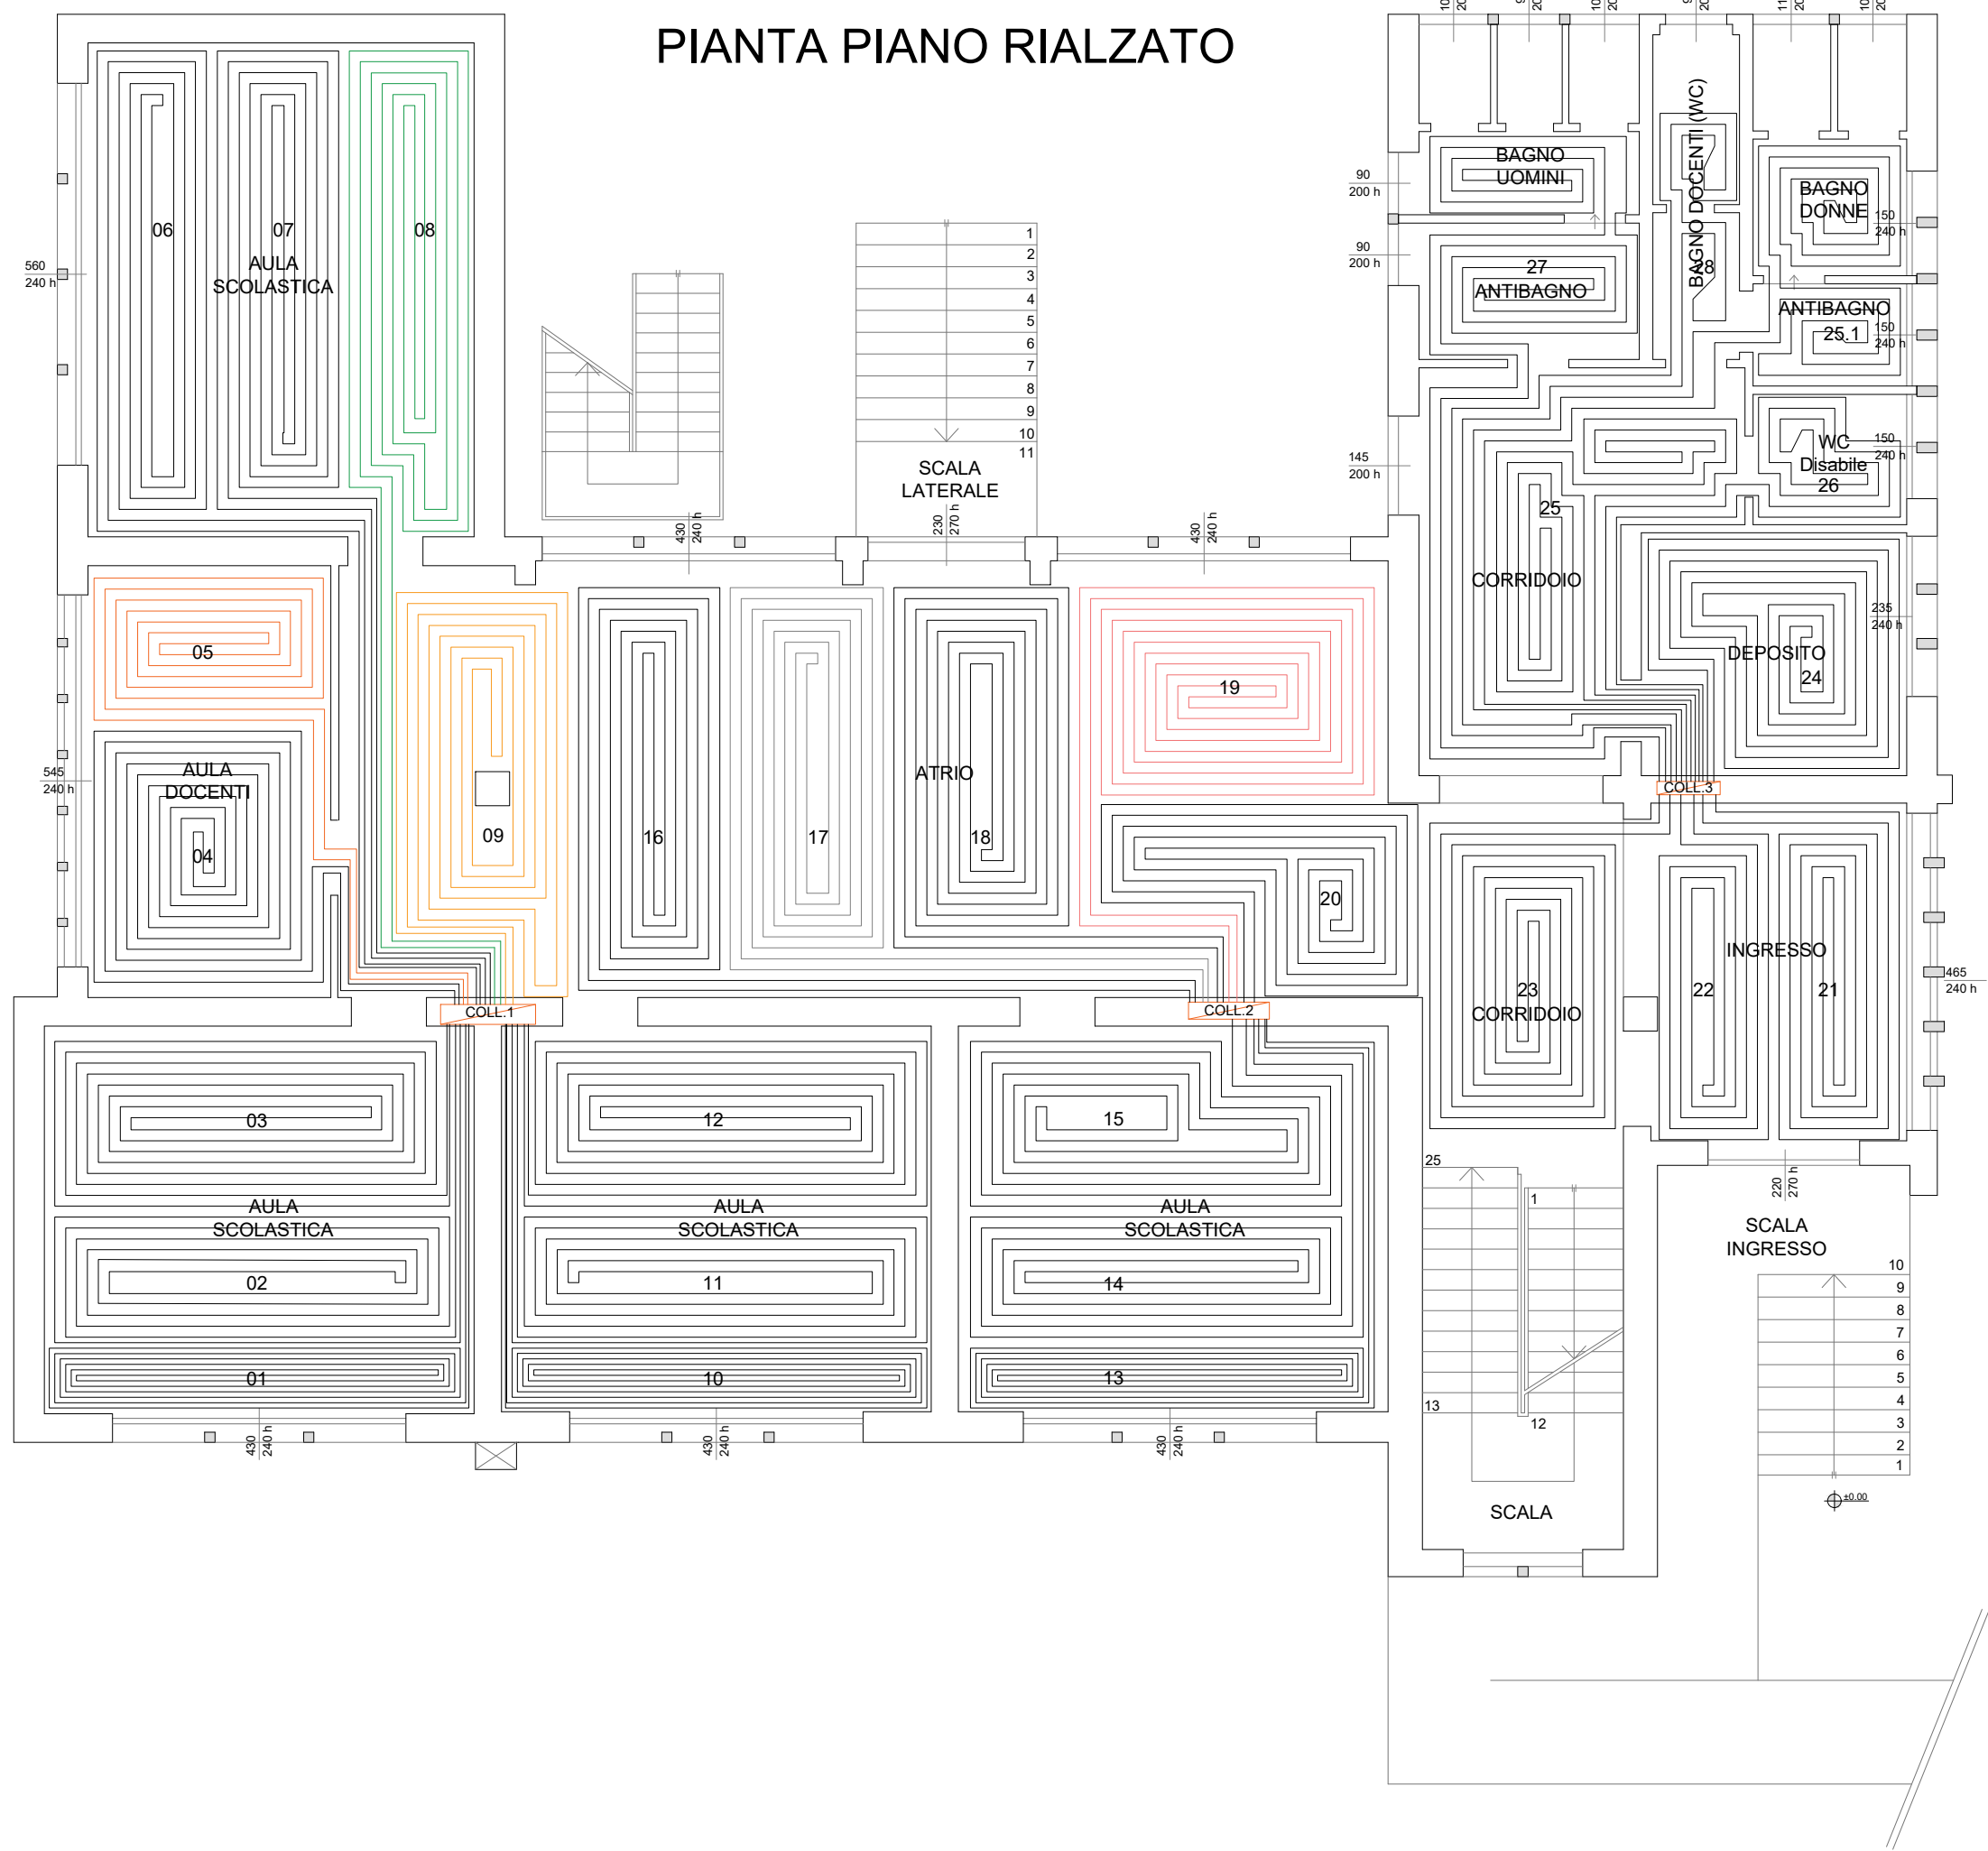 PIANTA PIANO RIALZATO
06
07
08
AULA
SCOLASTICA
560
240 h
05
AULA
DOCENTI
04
545
240 h
09
1
2
3
4
5
6
7
8
9
10
11
SCALA
LATERALE
430
240 h
230
270 h
430
240 h
16
17
ATRIO
18
19
20
BAGNO
UOMINI
90
200 h
90
200 h
27
ANTIBAGNO
145
200 h
BAGNO DOCENTI (WC)
28
BAGNO
DONNE
150
240 h
ANTIBAGNO
25.1
150
240 h
WC
Disabile
26
150
240 h
25
CORRIDOIO
DEPOSITO
24
235
240 h
COLL.3
COLL.1
COLL.2
23
CORRIDOIO
22
INGRESSO
21
465
240 h
03
AULA
SCOLASTICA
02
01
430
240 h
12
AULA
SCOLASTICA
11
10
430
240 h
15
AULA
SCOLASTICA
14
13
430
240 h
25
1
13
12
SCALA
220
270 h
SCALA
INGRESSO
10
9
8
7
6
5
4
3
2
1
±0.00